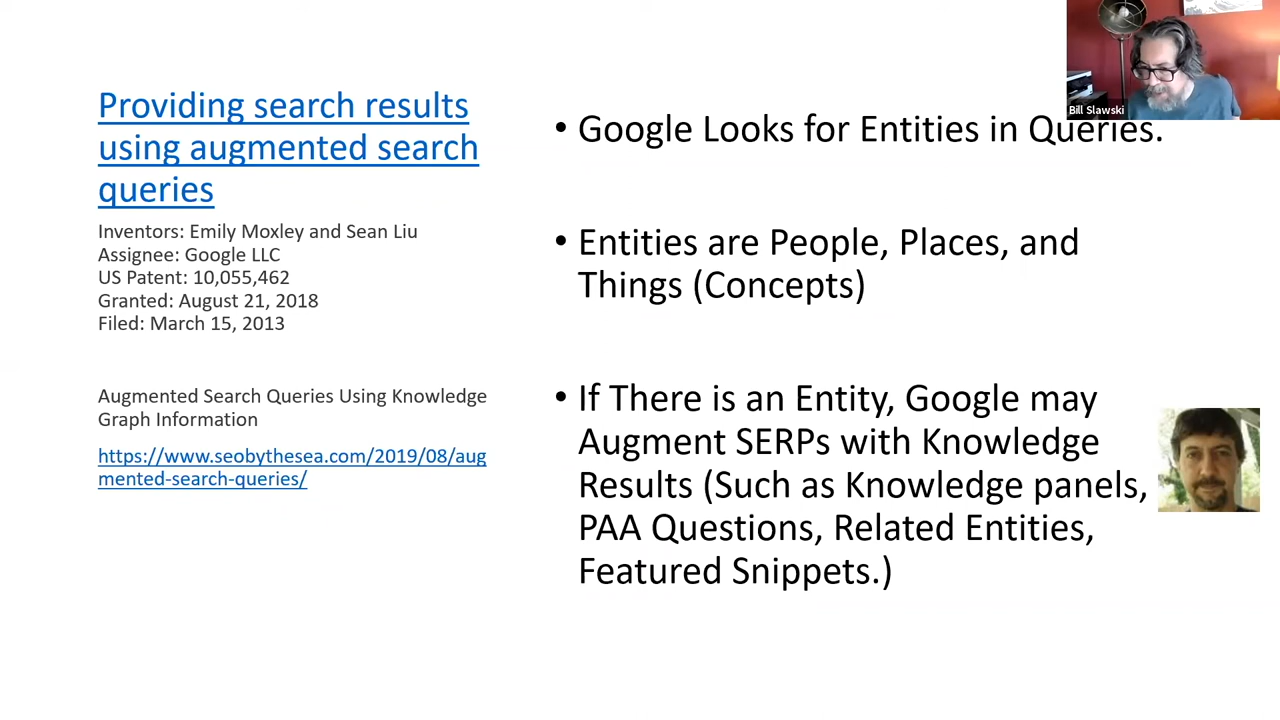 Providing search results
using augmented search
queries
Inventors: Emily Moxley and Sean Liu
Assignee: Google LLC
US Patent: 10,055,462
Granted: August 21, 2018
Filed: March 15, 2013
Augmented Search Queries Using Knowledge
Graph Information
https://www.seobythesea.com/2019/08/aug
mented-search-queries/
• Google Looks for Entities in Queries.
• Entities are People, Places, and
Things (Concepts)
• If There is an Entity, Google may
Augment SERPs with Knowledge
Results (Such as Knowledge panels,
PAA Questions, Related Entities,
Featured Snippets.)
Bill Slawski